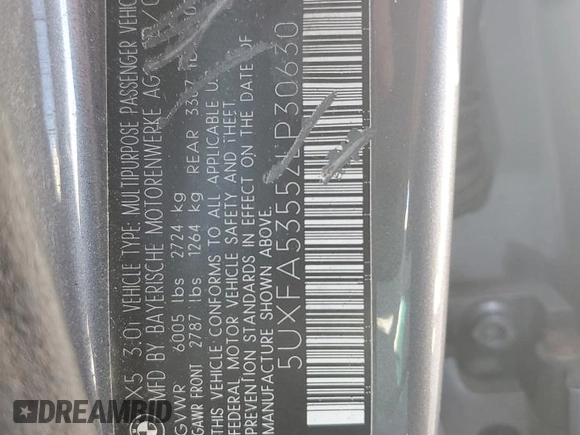 X5 3.0i VEHICLE TYPE: MULTIPURPOSE PASSENGER VEHIC
MFD BY BAYERISCHE MOTORENWERKE AG
GVWR 6005 lbs 2724 kg
GAWR FRONT 2787 lbs 1264 kg REAR
THIS VEHICLE CONFORMS TO ALL APPLICABLE U.
FEDERAL MOTOR VEHICLE SAFETY AND THEFT
PREVENTION STANDARDS IN EFFECT ON THE DATE OF
MANUFACTURE SHOWN ABOVE.
5UXFA53552 P30630
DREAMBID